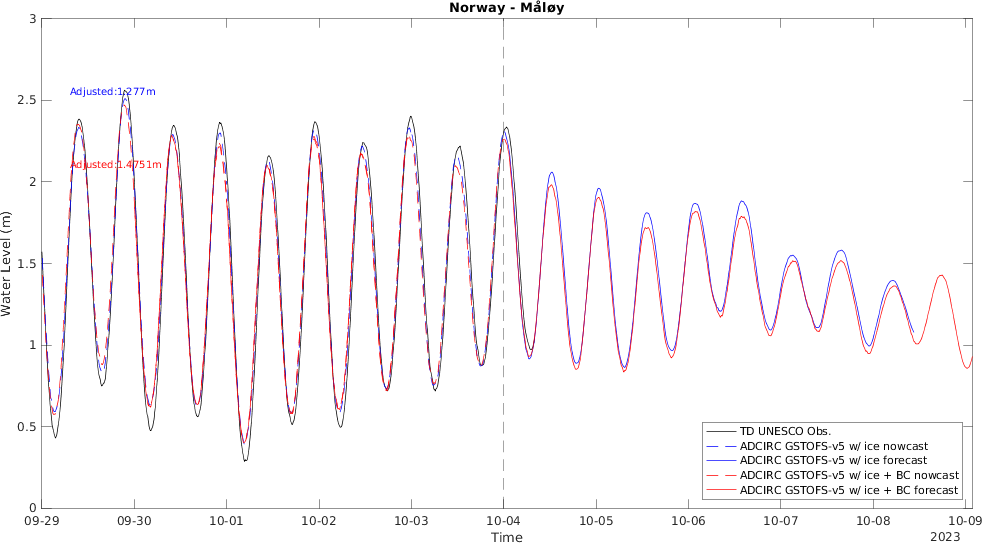 Norway - Måløy
3
2.5
2
1.5
1
0.5
0
Water Level (m)
Adjusted:1.277m
Adjusted:1.4751m
TD UNESCO Obs.
ADCIRC GSTOFS-v5 w/ ice nowcast
ADCIRC GSTOFS-v5 w/ ice forecast
ADCIRC GSTOFS-v5 w/ ice + BC nowcast
ADCIRC GSTOFS-v5 w/ ice + BC forecast
09-29 09-30 10-01 10-02 10-03 10-04 10-05 10-06 10-07 10-08 10-09
Time
2023